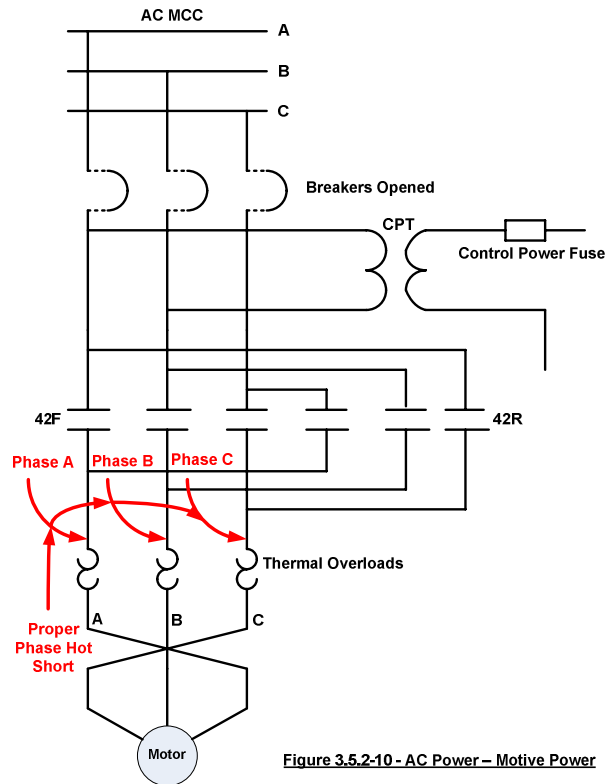 AC MCC
A
B
C
Breakers Opened
CPT
Control Power Fuse
42F
42R
Phase A
Phase B
Phase C
Thermal Overloads
A
B
C
Proper
Phase Hot
Short
Motor
Figure 3.5.2-10 - AC Power – Motive Power